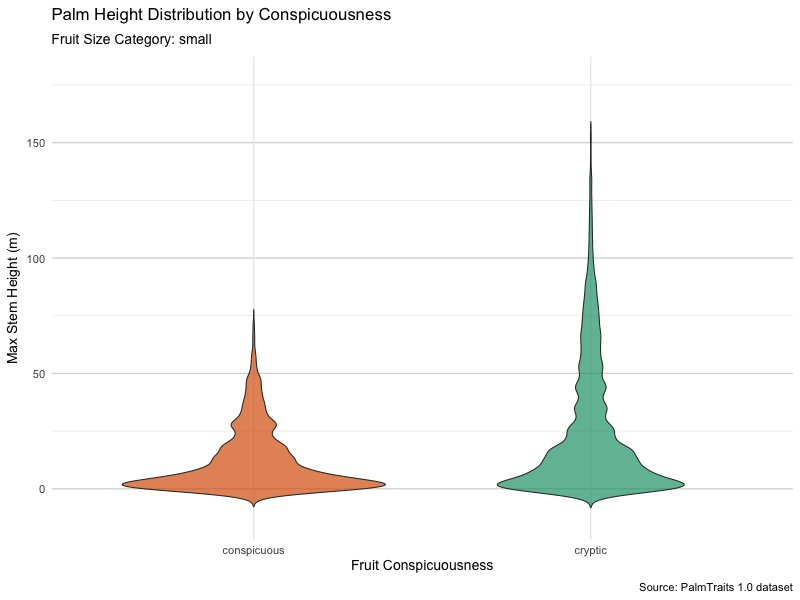 Palm Height Distribution by Conspicuousness
Fruit Size Category: small
150
100
50
0
Max Stem Height (m)
conspicuous
cryptic
Fruit Conspicuousness
Source: PalmTraits 1.0 dataset